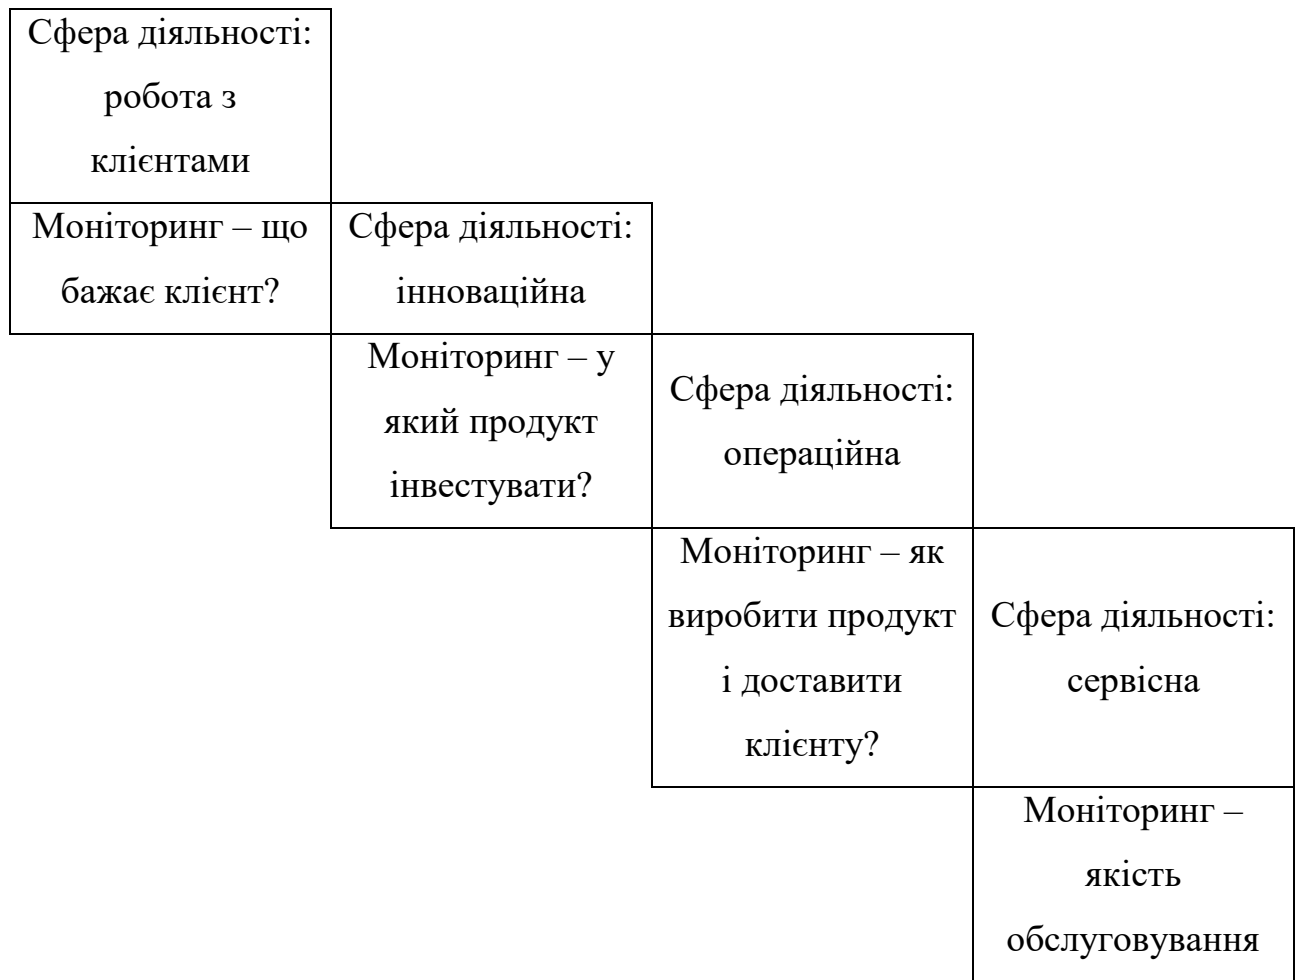 Сфера діяльності:
робота з
клієнтами
Моніторинг – що
бажає клієнт?
Сфера діяльності:
інноваційна
Моніторинг – у
який продукт
інвестувати?
Сфера діяльності:
операційна
Моніторинг – як
виробити продукт
і доставити
клієнту?
Сфера діяльності:
сервісна
Моніторинг –
якість
обслуговування